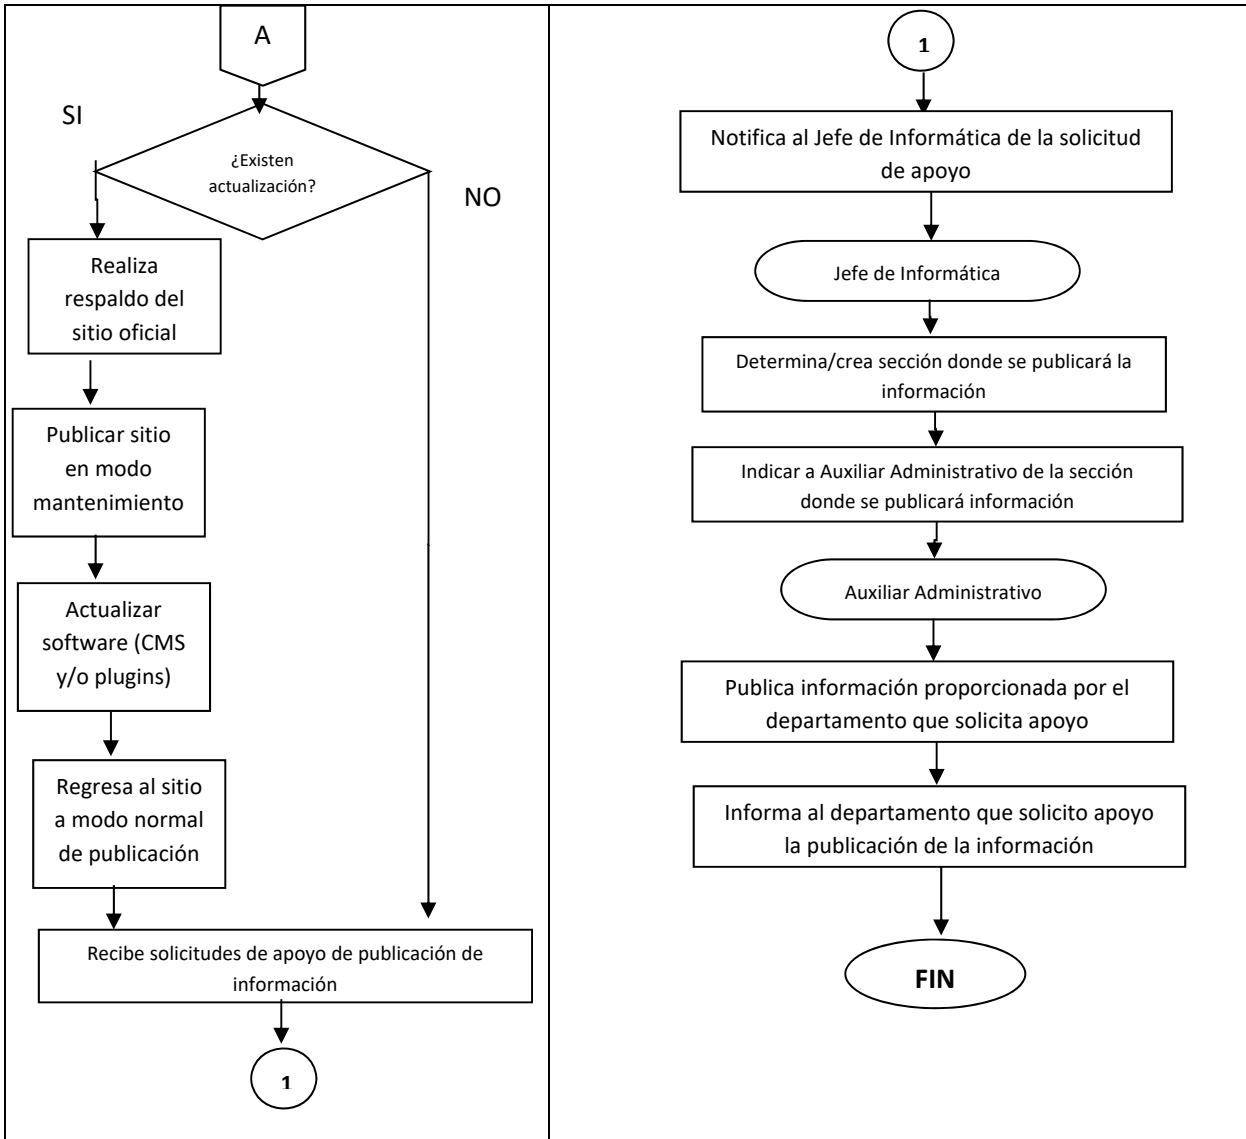 A
SI
¿Existen
actualización?
NO
Realiza
respaldo del
sitio oficial
Publicar sitio
en modo
mantenimiento
Actualizar
software (CMS
y/o plugins)
Regresa al sitio
a modo normal
de publicación
Recibe solicitudes de apoyo de publicación de
información
1
1
Notifica al Jefe de Informática de la solicitud
de apoyo
Jefe de Informática
Determina/crea sección donde se publicará la
información
Indicar a Auxiliar Administrativo de la sección
donde se publicará información
Auxiliar Administrativo
Publica información proporcionada por el
departamento que solicita apoyo
Informa al departamento que solicito apoyo
la publicación de la información
FIN